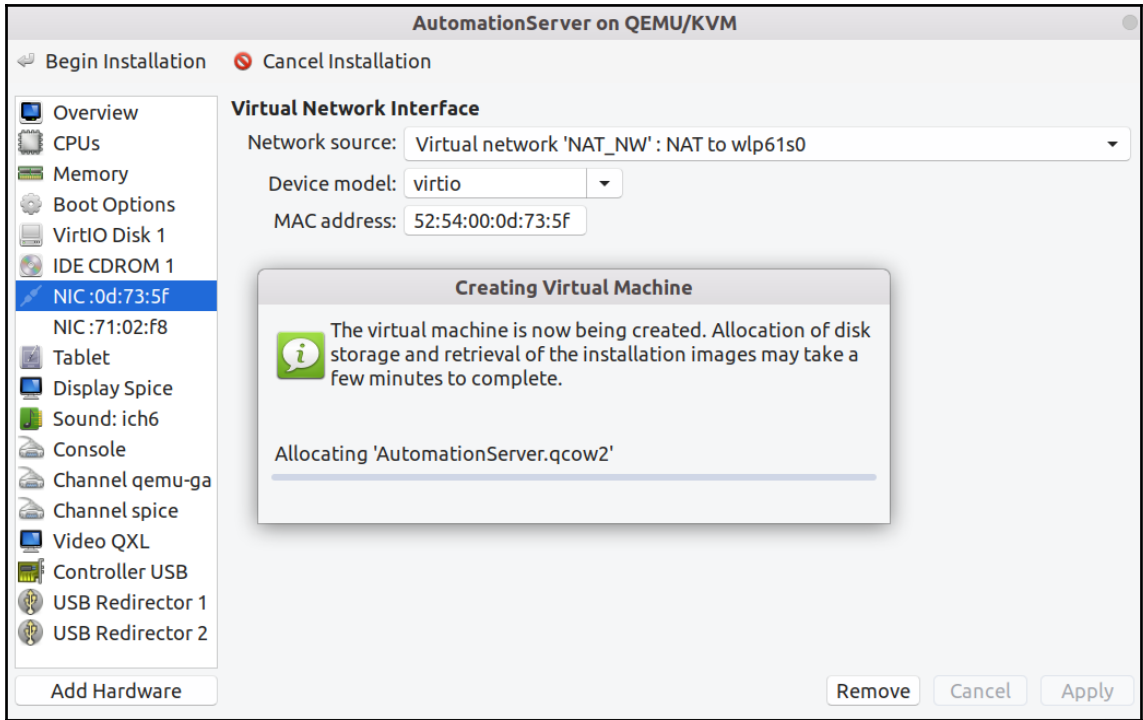 AutomationServer on QEMU/KVM
Begin Installation
Cancel Installation
Overview
CPUs
Memory
Boot Options
VirtIO Disk 1
IDE CDROM 1
NIC :0d:73:5f
NIC :71:02:f8
Tablet
Display Spice
Sound: ich6
Console
Channel qemu-ga
Channel spice
Video QXL
Controller USB
USB Redirector 1
USB Redirector 2
Add Hardware
Virtual Network Interface
Network source: Virtual network 'NAT_NW' : NAT to wlp61s0
Device model: virtio
MAC address: 52:54:00:0d:73:5f
Creating Virtual Machine
The virtual machine is now being created. Allocation of disk
storage and retrieval of the installation images may take a
few minutes to complete.
Allocating 'AutomationServer.qcow2'
Remove
Cancel
Apply